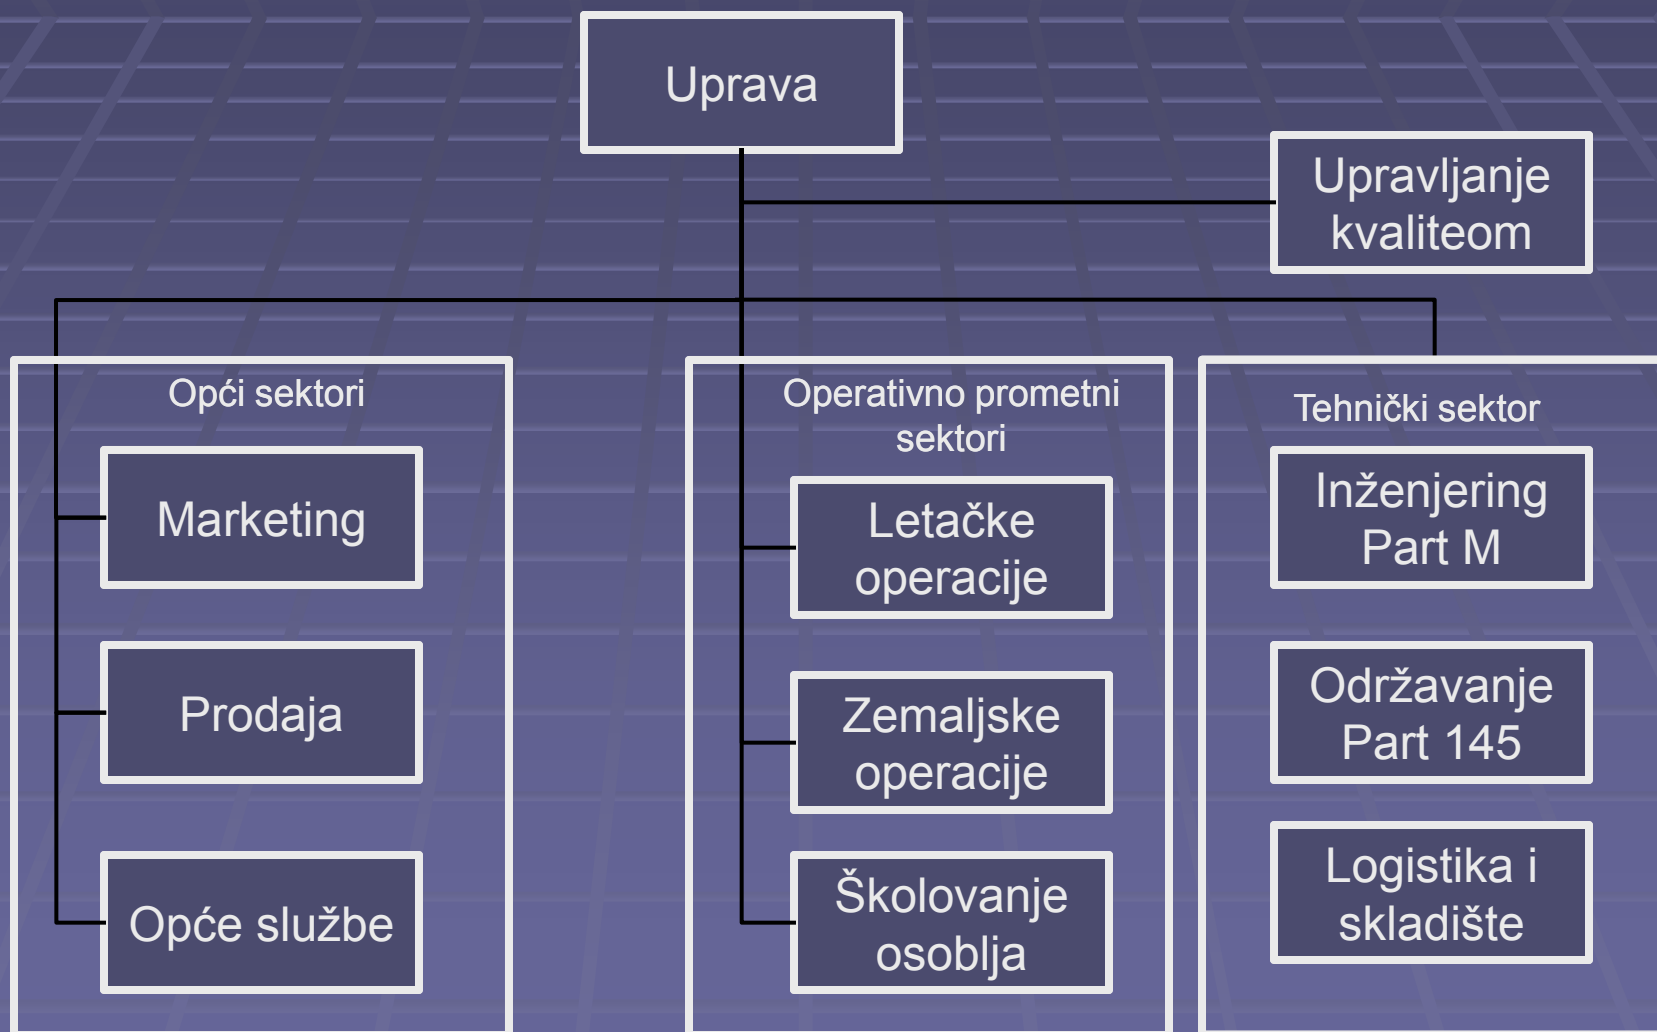 Uprava
Upravljanje
kvaliteom
Opći sektori
Marketing
Prodaja
Opće službe
Operativno prometni
sektori
Letačke
operacije
Zemaljske
operacije
Školovanje
osoblja
Tehnički sektor
Inženjering
Part M
Održavanje
Part 145
Logistika i
skladište